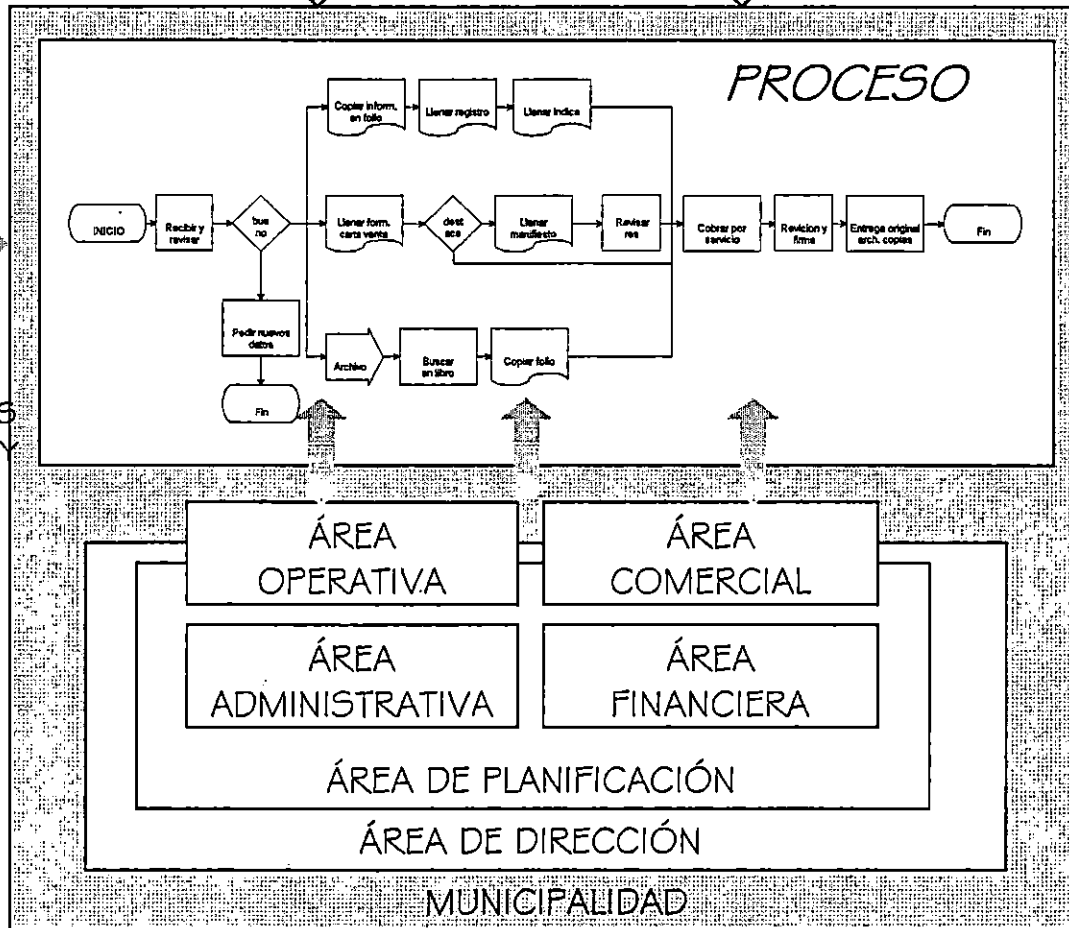 PROCESO
Copiar inform.
en folio
Llenar registro
Llenar indice
INICIO
Recibir y
revisar
bue
no
Llenar form.
carta venta
dest
ace
Llenar
manifiesto
Revisar
res
Cobrar por
servicio
Revision y
firma
Entrega original
arch. copias
Fin
Pedir nuevos
datos
Fin
Archivo
Buscar
en libro
Copiar folio
S
Y
ÁREA
OPERATIVA
ÁREA
COMERCIAL
ÁREA
ADMINISTRATIVA
ÁREA
FINANCIERA
ÁREA DE PLANIFICACIÓN
ÁREA DE DIRECCIÓN
MUNICIPALIDAD